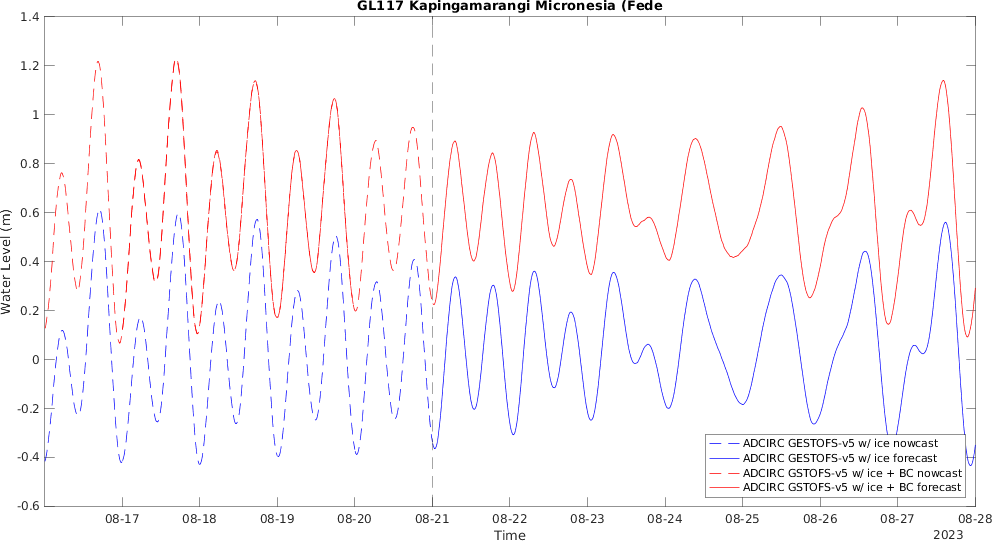 GL117 Kapingamarangi Micronesia (Fede
1.4
1.2
1
0.8
0.6
0.4
0.2
0
-0.2
-0.4
-0.6
Water Level (m)
ADCIRC GESTOFS-v5 w/ ice nowcast
ADCIRC GESTOFS-v5 w/ ice forecast
ADCIRC GSTOFS-v5 w/ ice + BC nowcast
ADCIRC GSTOFS-v5 w/ ice + BC forecast
08-17 08-18 08-19 08-20 08-21 08-22 08-23 08-24 08-25 08-26 08-27 08-28
Time
2023